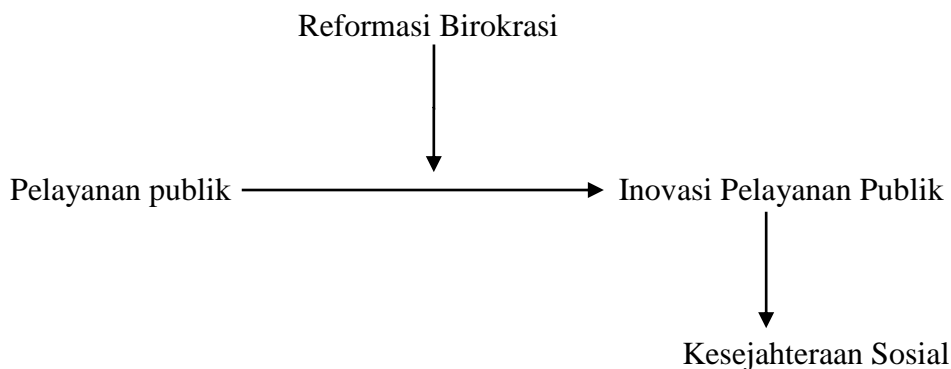 Reformasi Birokrasi
Pelayanan publik
Inovasi Pelayanan Publik
Kesejahteraan Sosial